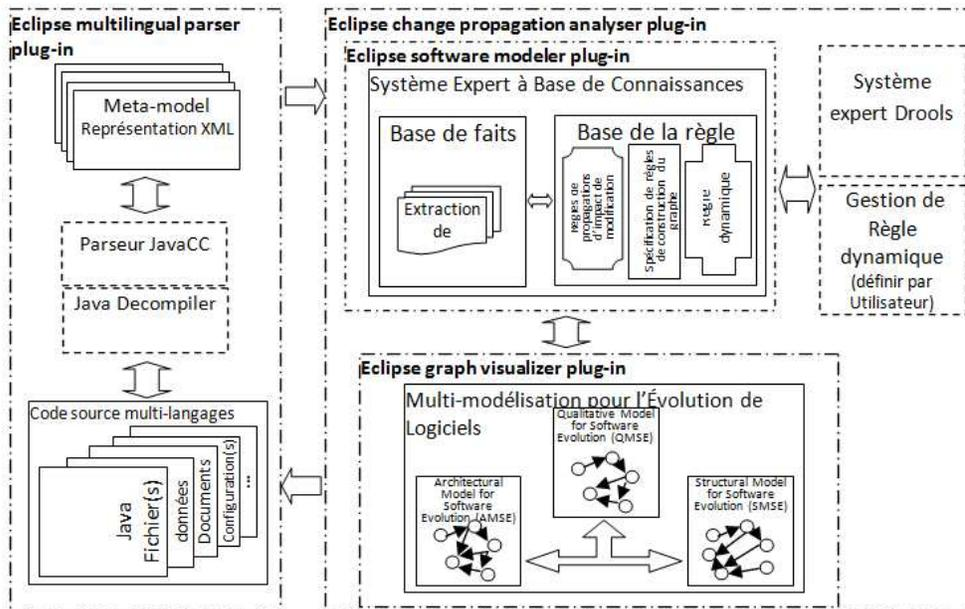 Eclipse multilingual parser
plug-in
Meta-model
Représentation XML
Parseur JavaCC
Java Decompiler
Code source multi-langages
Java
Fichier(s)
données
Documents
Configuration(s)
...
Eclipse change propagation analyser plug-in
Eclipse software modeler plug-in
Système Expert à Base de Connaissances
Base de faits
Extraction
de
Base de la règle
Règles de
propagations
d'impact de
modification
Spécification de règles
de construction du
graphe
Règle
dynamique
Système
expert Drools
Gestion de
Règle
dynamique
(définir par
Utilisateur)
Eclipse graph visualizer plug-in
Multi-modélisation pour l'Évolution de
Logiciels
Qualitative Model
for Software
Evolution (QMSE)
Architectural
Model for
Software
Evolution (AMSE)
Structural Model
for Software
Evolution (SMSE)